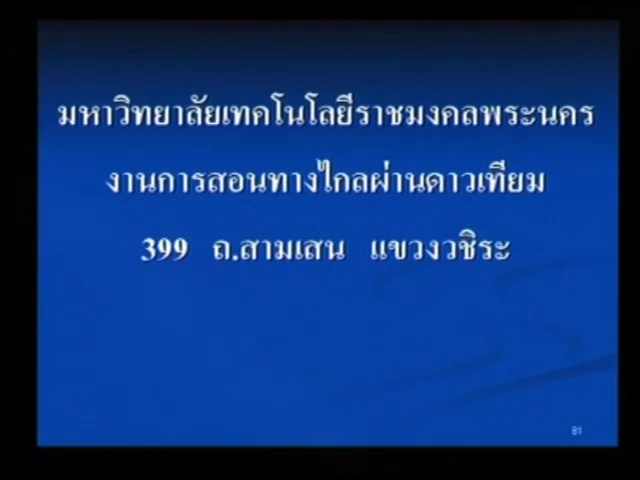 มหาวิทยาลัยเทคโนโลยีราชมงคลพระนคร
งานการสอนทางไกลผ่านดาวเทียม
399 ถ.สามเสน แขวงวชิระ
81